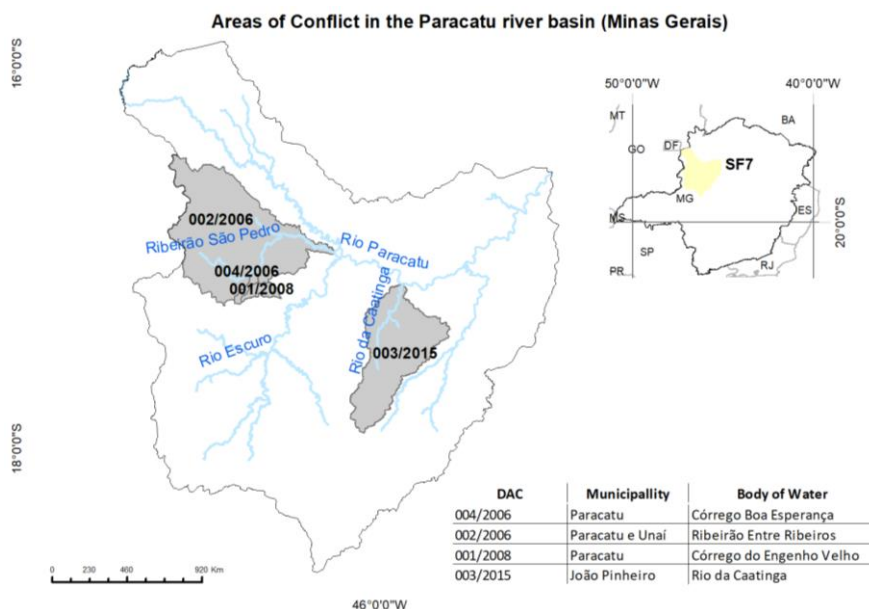 Areas of Conflict in the Paracatu river basin (Minas Gerais)
16°0'0"S
18°0'0"S
002/2006
Ribeirão São Pedro
004/2006
001/2008
Rio Paracatu
Rio da Caatinga
Rio Escuro
003/2015
50°0'0"W 40°0'0"W
MT
BA
GO
DF
SF7
MG
MS
ES
20°0'0"S
SP
PR
RJ
DAC Municipallity Body of Water
004/2006 Paracatu Córrego Boa Esperança
002/2006 Paracatu e Unaí Ribeirão Entre Ribeiros
001/2008 Paracatu Córrego do Engenho Velho
003/2015 João Pinheiro Rio da Caatinga
0 230 460 920 Km
46°0'0"W